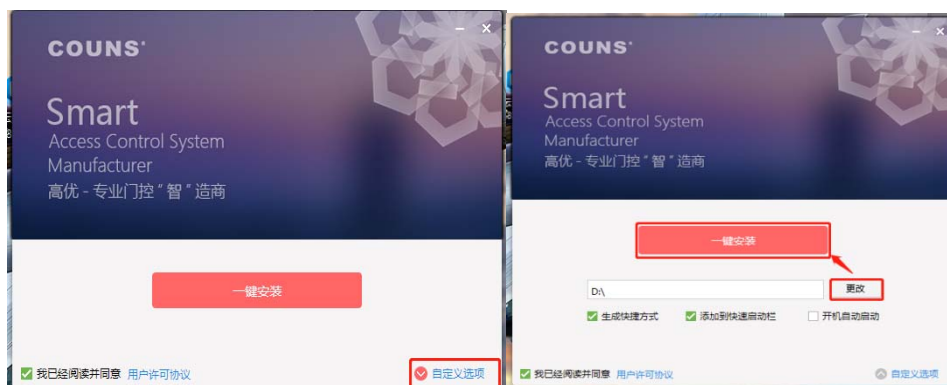 COUNS
Smart
Access Control System
Manufacturer
高优 - 专业门控“智”造商
一键安装
我已经阅读并同意 用户许可协议
自定义选项
COUNS
Smart
Access Control System
Manufacturer
高优 - 专业门控“智”造商
一键安装
D:\
更改
生成快捷方式
添加到快速启动栏
开机自动启动
我已经阅读并同意 用户许可协议
自定义选项